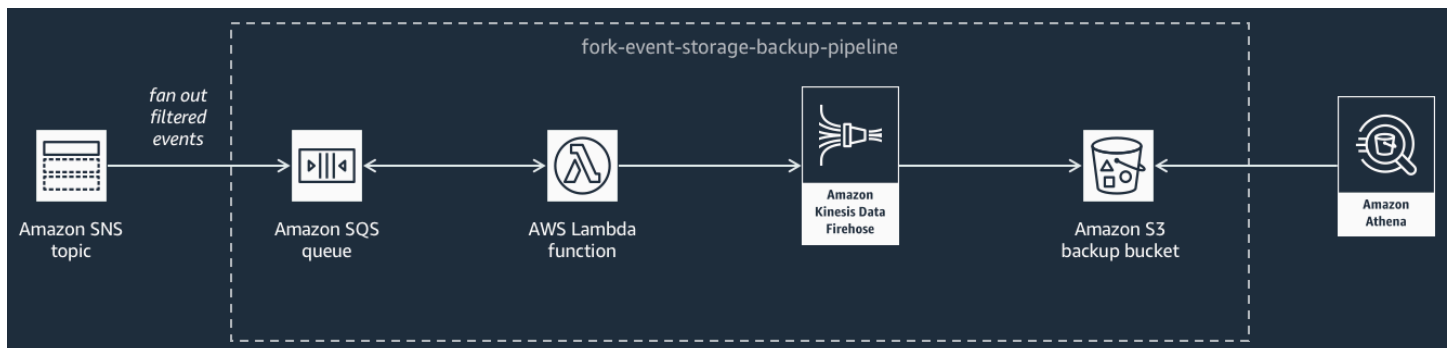 fork-event-storage-backup-pipeline
fan out
filtered
events
Amazon SNS
topic
Amazon SQS
queue
AWS Lambda
function
Amazon
Kinesis Data
Firehose
Amazon S3
backup bucket
Amazon
Athena